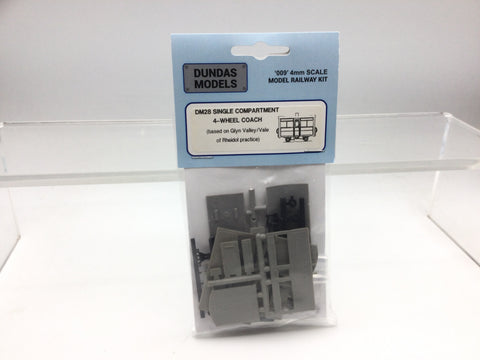 DUNDAS
MODELS
'009' 4mm SCALE
MODEL RAILWAY KIT
DM28 SINGLE COMPARTMENT
4-WHEEL COACH
(based on Glyn Valley/Vale
of Rheidol practice)